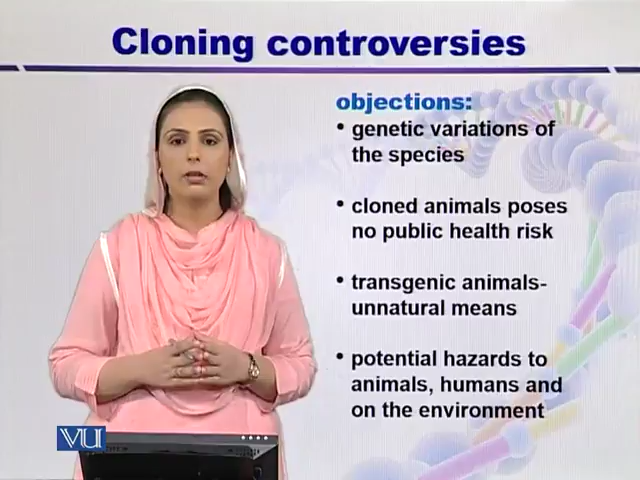 Cloning controversies
objections:
• genetic variations of
the species
• cloned animals poses
no public health risk
• transgenic animals-
unnatural means
• potential hazards to
animals, humans and
on the environment
VU